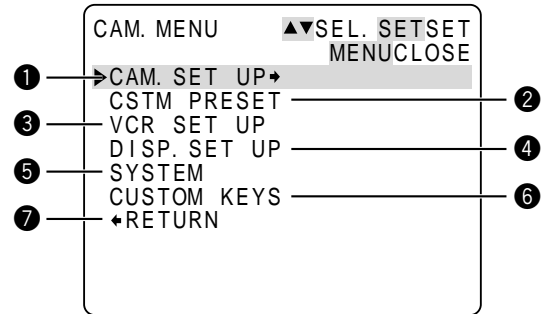 CAM. MENU ▲▼SEL. SETSET
MENUCLOSE
❶ ▶CAM. SET UP➧
CSTM PRESET ❷
❸ VCR SET UP
DISP. SET UP ❹
❺ SYSTEM
CUSTOM KEYS ❻
❼ ←RETURN